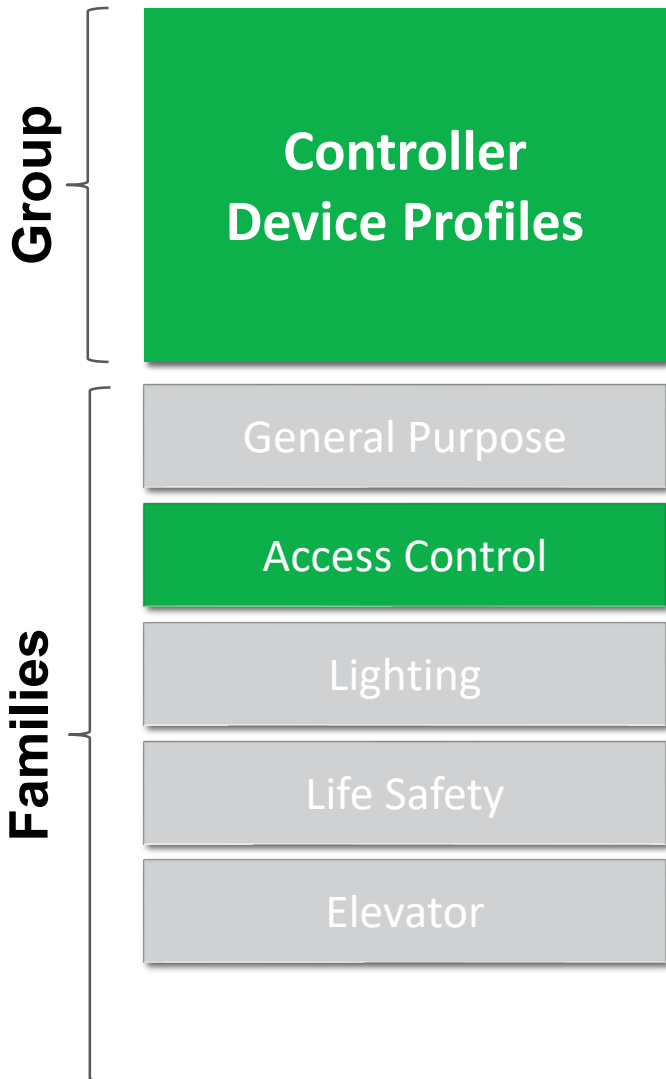 Group
Controller
Device Profiles
Families
General Purpose
Access Control
Lighting
Life Safety
Elevator